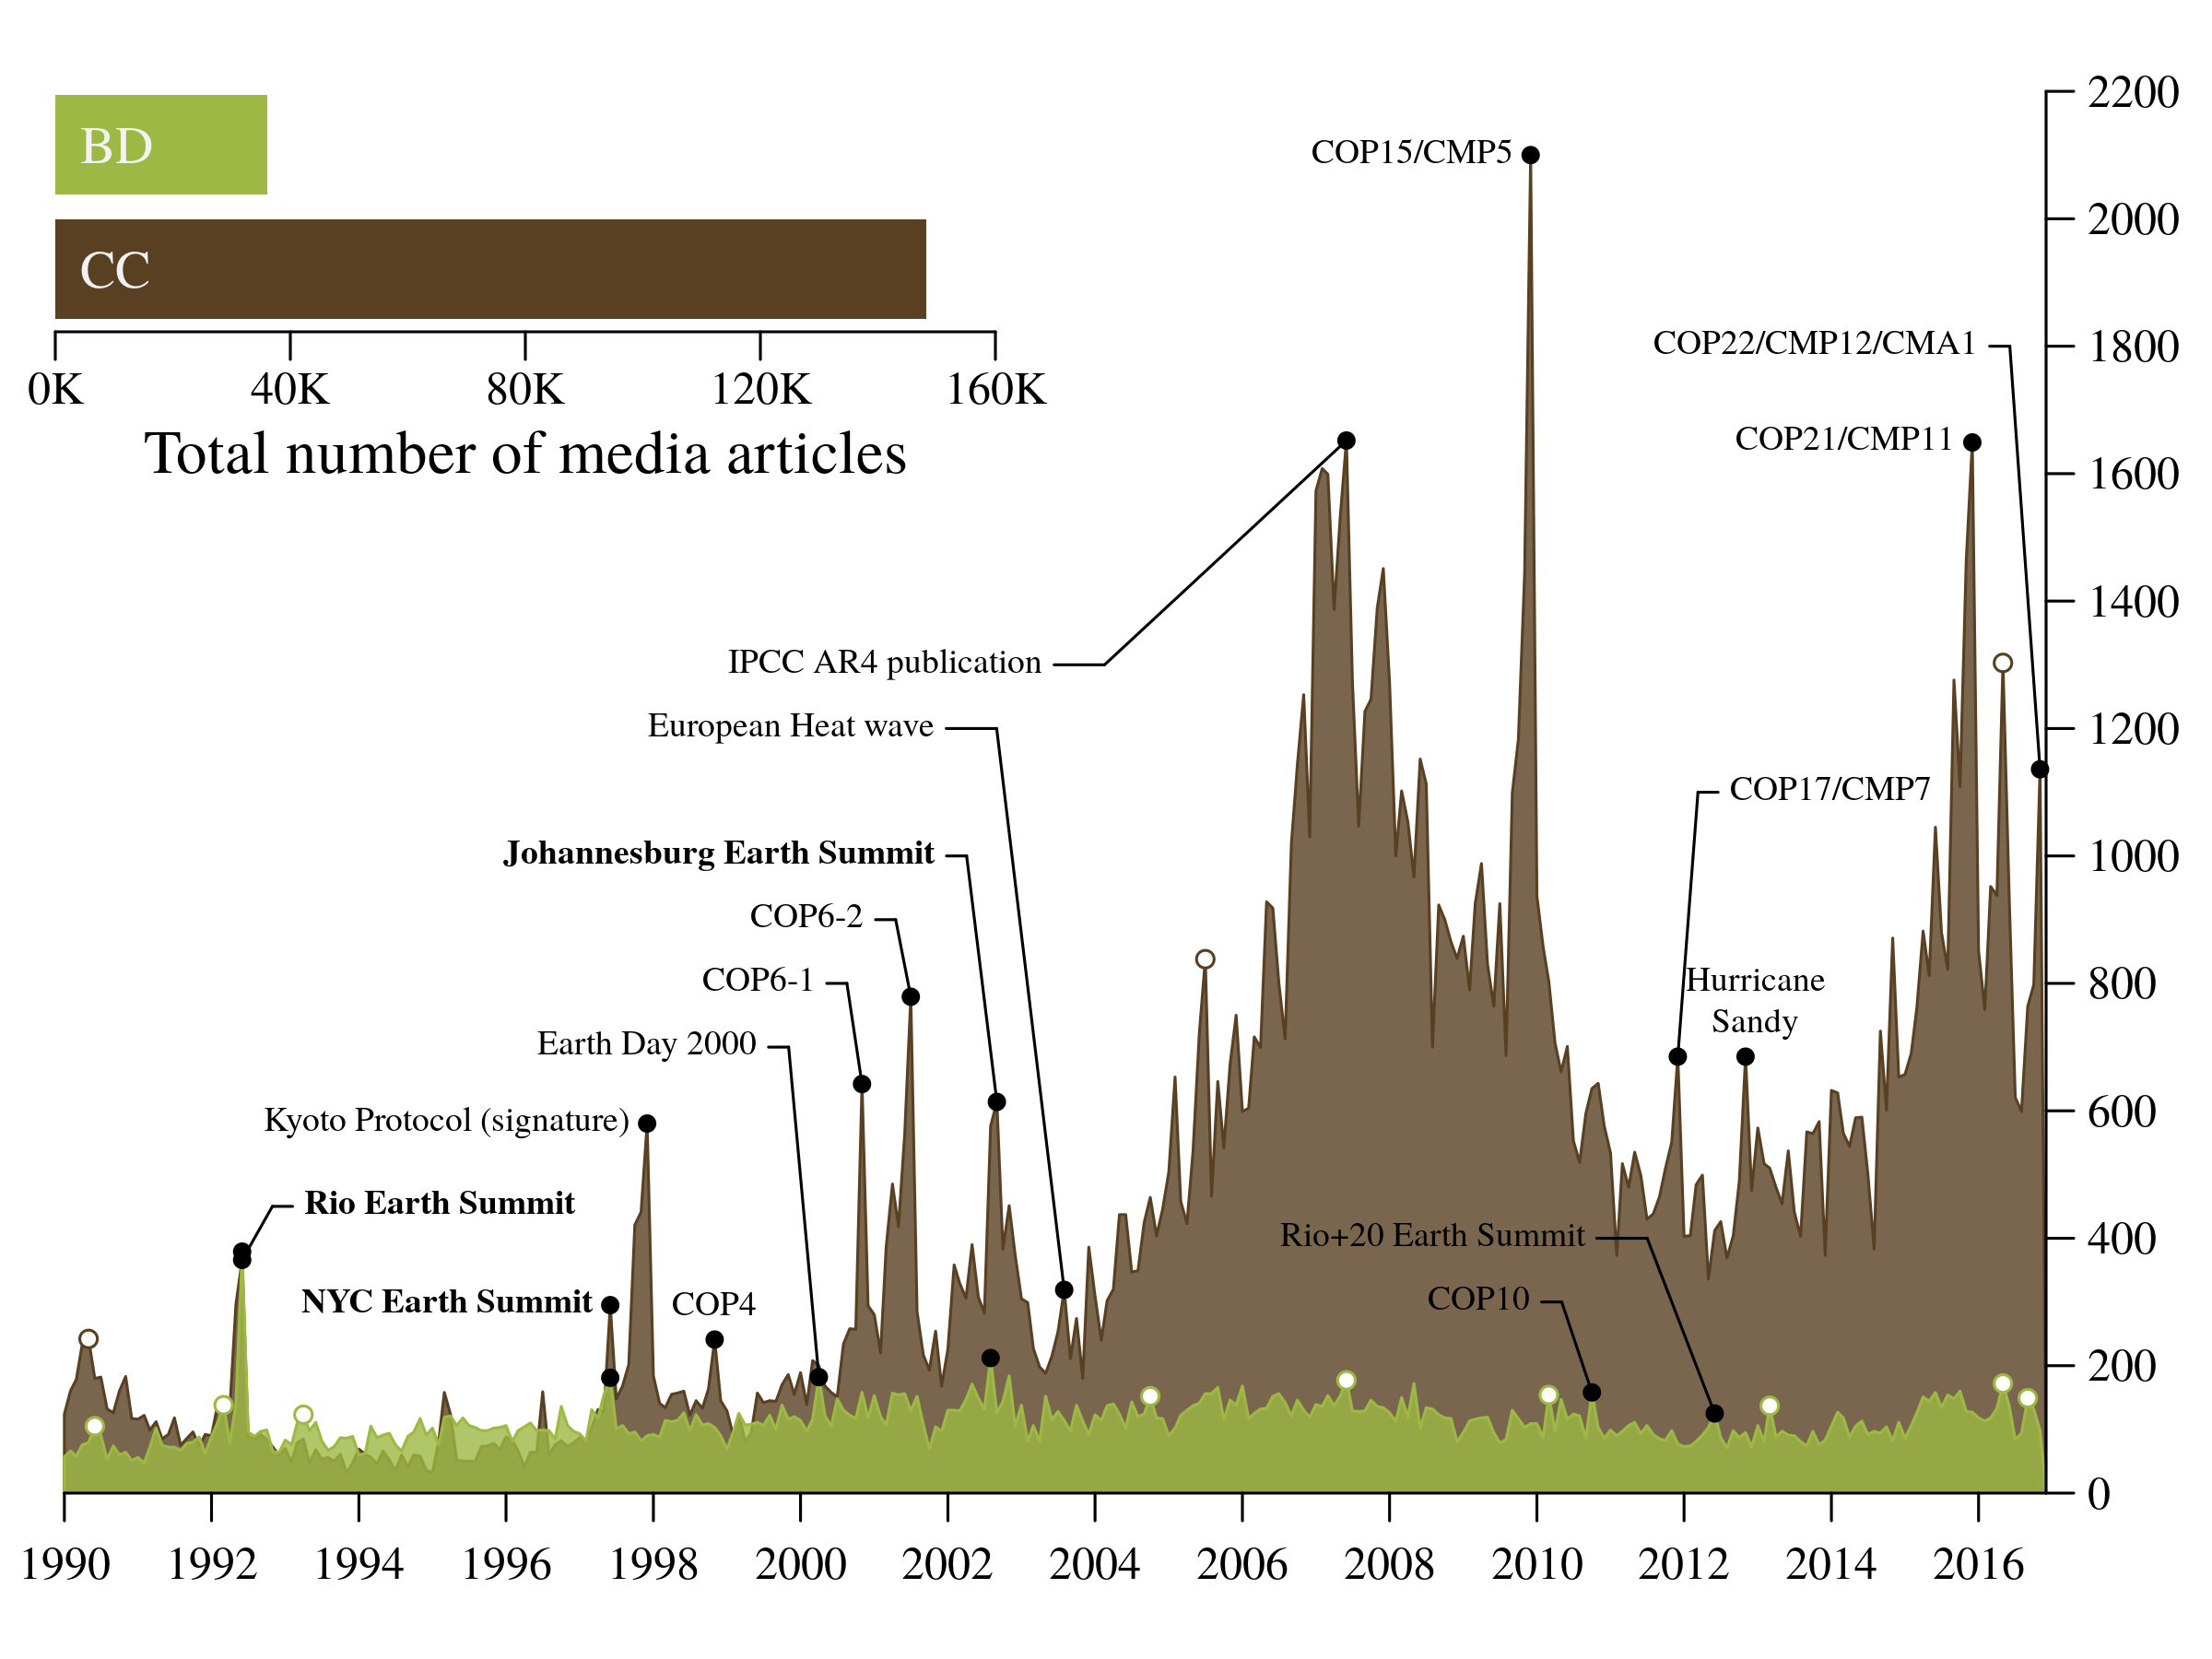 BD
CC
0K 40K 80K 120K 160K
Total number of media articles
COP15/CMP5
COP22/CMP12/CMA1
COP21/CMP11
IPCC AR4 publication
European Heat wave
COP17/CMP7
Johannesburg Earth Summit
COP6-2
COP6-1
Hurricane
Sandy
Earth Day 2000
Kyoto Protocol (signature)
Rio Earth Summit
Rio+20 Earth Summit
NYC Earth Summit
COP4
COP10
2200
2000
1800
1600
1400
1200
1000
800
600
400
200
0
1990 1992 1994 1996 1998 2000 2002 2004 2006 2008 2010 2012 2014 2016